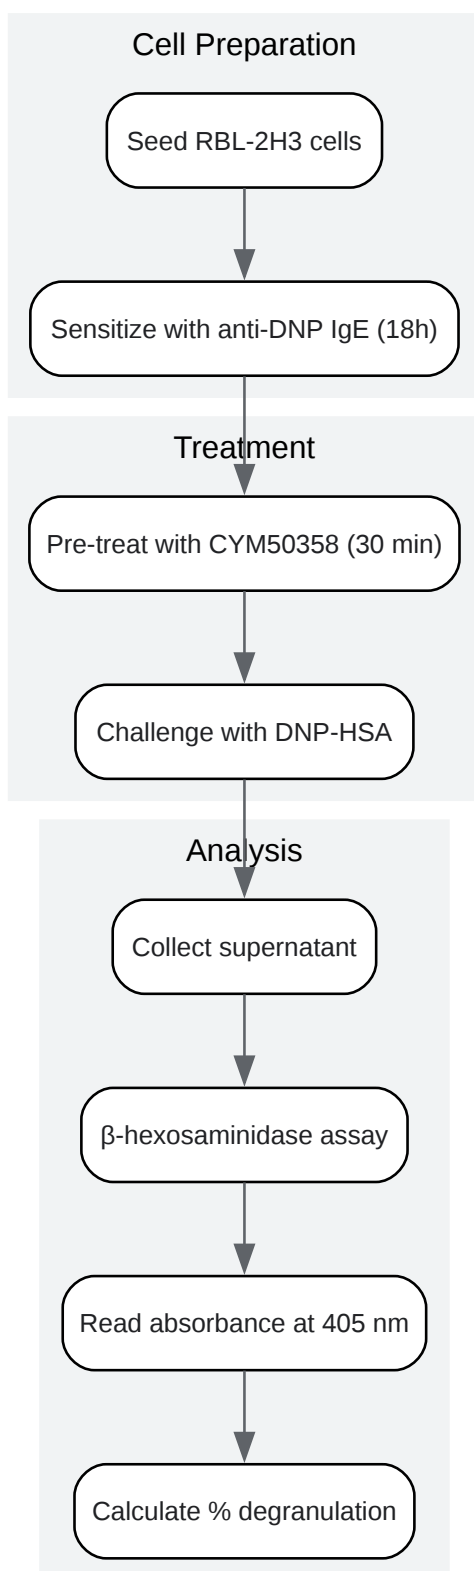 Cell Preparation
Seed RBL-2H3 cells
Sensitize with anti-DNP IgE (18h)
Treatment
Pre-treat with CYM50358 (30 min)
Challenge with DNP-HSA
Analysis
Collect supernatant
β-hexosaminidase assay
Read absorbance at 405 nm
Calculate % degranulation